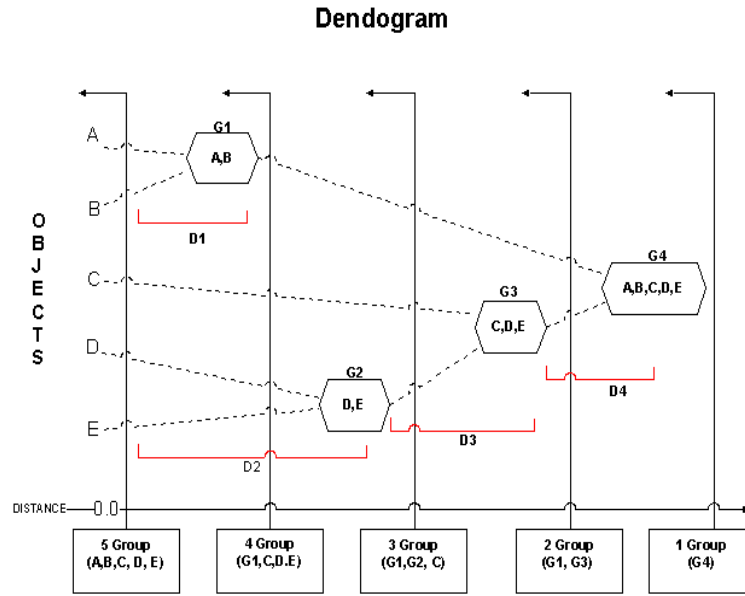 Dendogram
G1
A
A,B
B
D1
OBJECTS
G4
C
A,B,C,D,E
G3
C,D,E
D
G2
D4
D,E
E
D3
D2
DISTANCE
0.0
5 Group
(A,B,C, D, E)
4 Group
(G1,C,D.E)
3 Group
(G1,G2, C)
2 Group
(G1, G3)
1 Group
(G4)